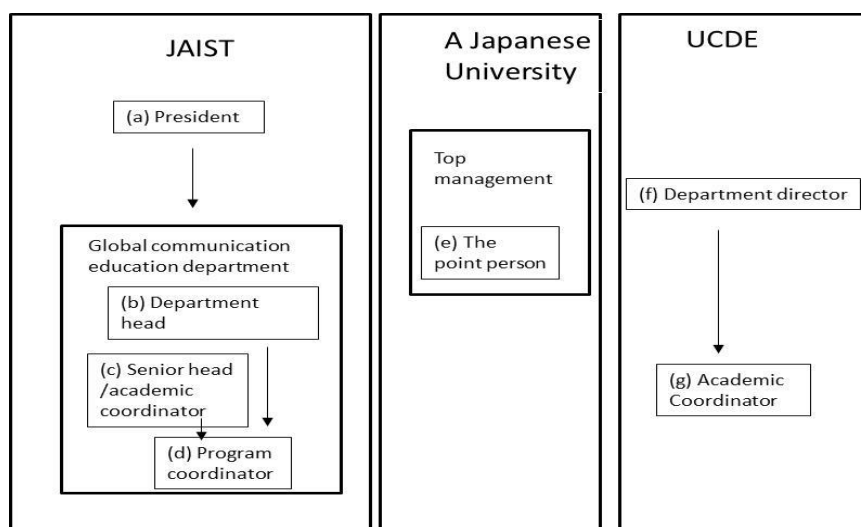 JAIST
(a) President
Global communication
education department
(b) Department
head
(c) Senior head
/academic
coordinator
(d) Program
coordinator
A Japanese
University
Top
management
(e) The
point person
UCDE
(f) Department director
(g) Academic
Coordinator